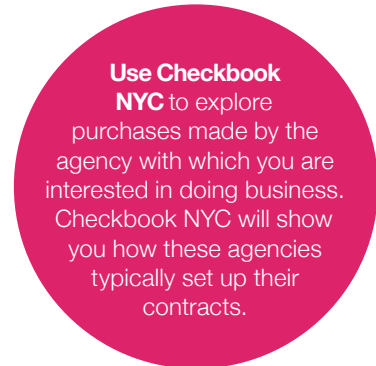 Use Checkbook
NYC to explore
purchases made by the
agency with which you are
interested in doing business.
Checkbook NYC will show
you how these agencies
typically set up their
contracts.